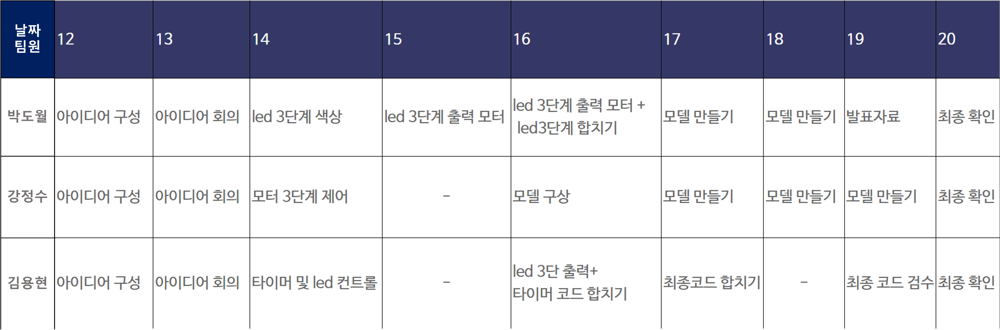 날짜
팀원
12
13
14
15
16
17
18
19
20
박도월
아이디어 구성
아이디어 회의
led 3단계 색상
led 3단계 출력 모터
led 3단계 출력 모터 +
led3단계 합치기
모델 만들기
모델 만들기
발표자료
최종 확인
강정수
아이디어 구성
아이디어 회의
모터 3단계 제어
–
모델 구상
모델 만들기
모델 만들기
모델 만들기
최종 확인
김용현
아이디어 구성
아이디어 회의
타이머 및 led 컨트롤
–
led 3단 출력+
타이머 코드 합치기
최종코드 합치기
–
최종 코드 검수
최종 확인